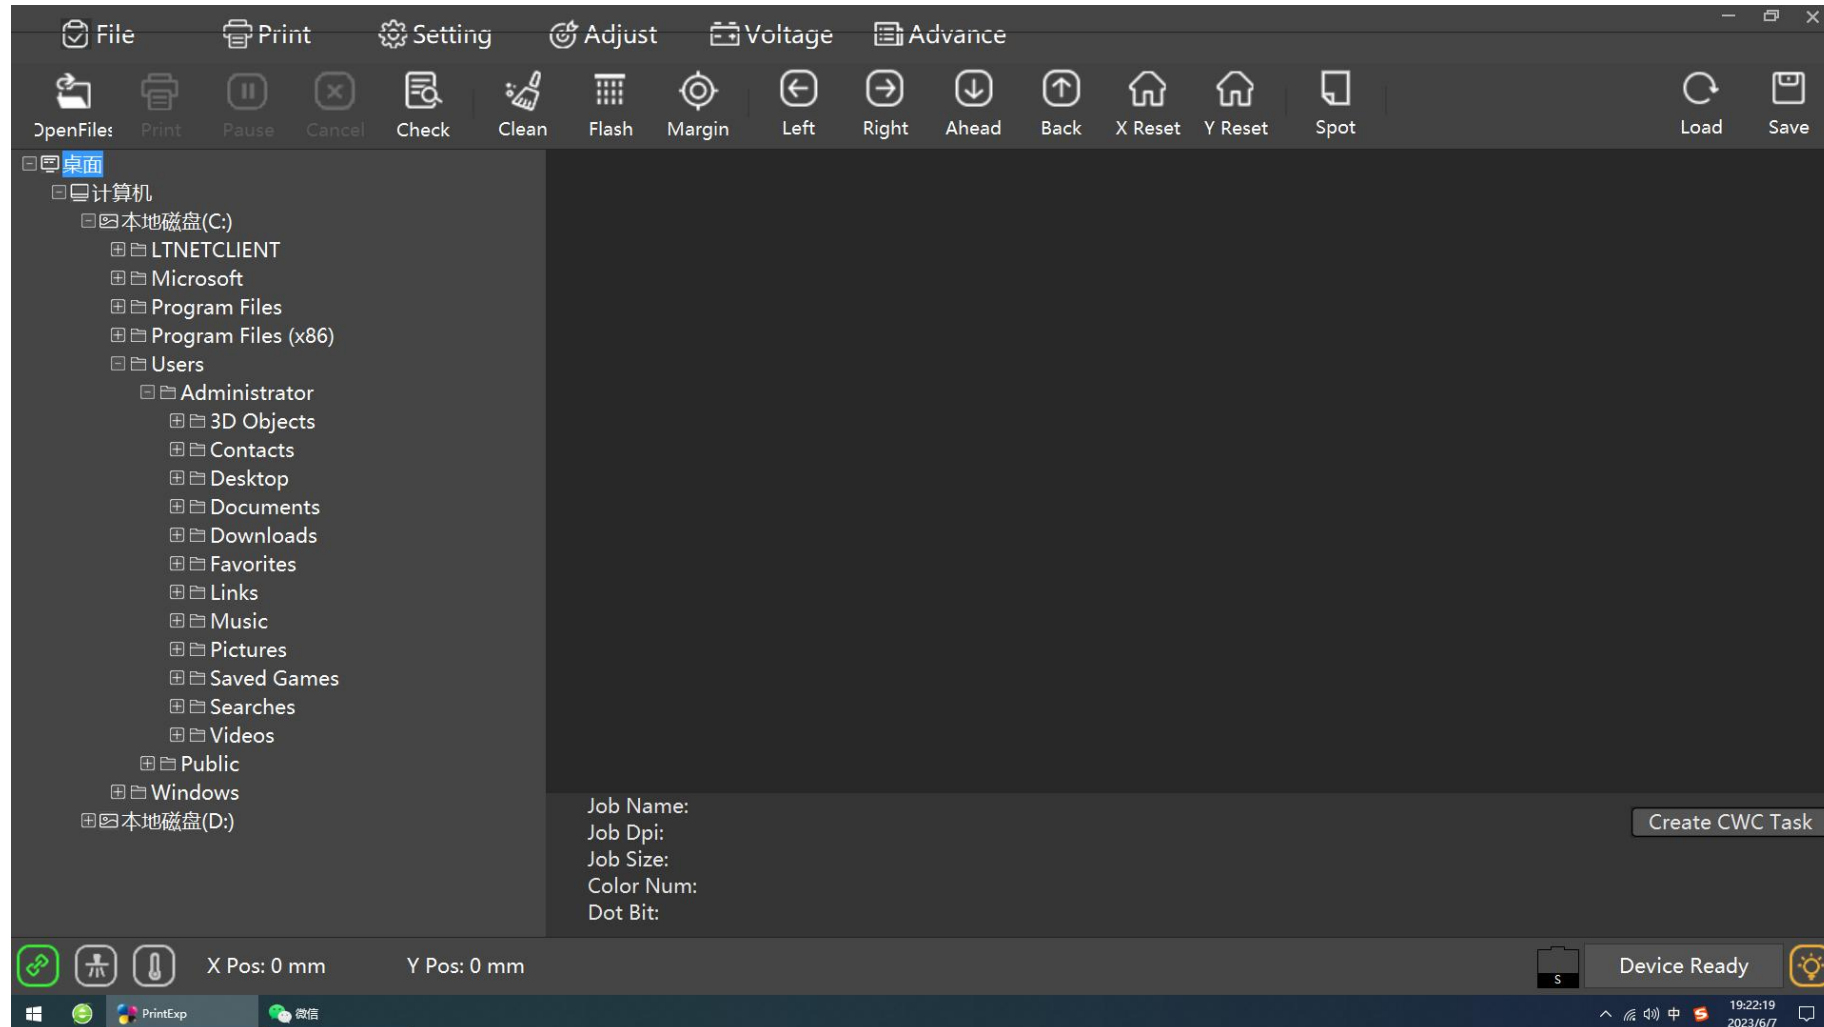 File Print Setting Adjust Voltage Advance
OpenFiles Print Pause Cancel Check Clean Flash Margin Left Right Ahead Back X Reset Y Reset Spot Load Save
桌面
计算机
本地磁盘(C:)
LTNETCLIENT
Microsoft
Program Files
Program Files (x86)
Users
Administrator
3D Objects
Contacts
Desktop
Documents
Downloads
Favorites
Links
Music
Pictures
Saved Games
Searches
Videos
Public
Windows
本地磁盘(D:)
Job Name:
Job Dpi:
Job Size:
Color Num:
Dot Bit:
Create CWC Task
X Pos: 0 mm Y Pos: 0 mm S Device Ready
PrintExp 微信 中 S 19:22:19
2023/6/7